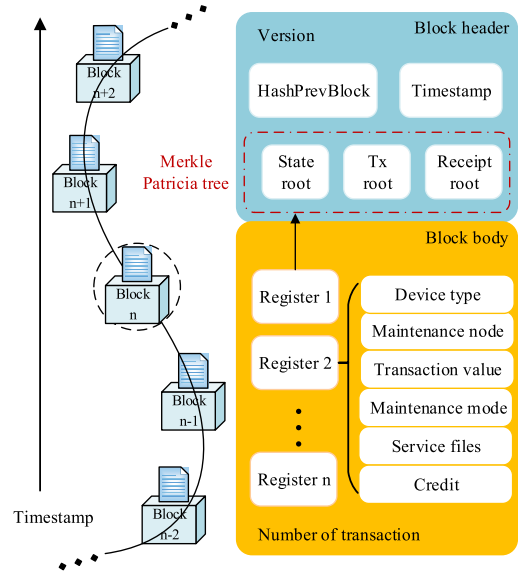 Block
n+2
Block
n+1
Block
n
Block
n-1
Block
n-2
Timestamp
Version
Block header
HashPrevBlock
Timestamp
Merkle
Patricia tree
State
root
Tx
root
Receipt
root
Block body
Register 1
Register 2
Register n
Device type
Maintenance node
Transaction value
Maintenance mode
Service files
Credit
Number of transaction